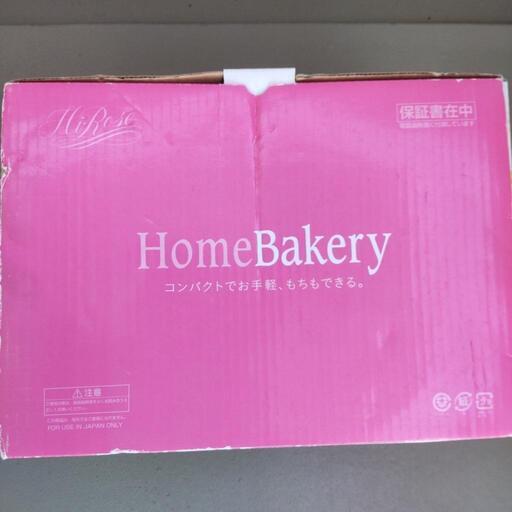 HiRose
保証書在中
HomeBakery
コンパクトでお手軽、もちもできる。
⚠注意
FOR USE IN JAPAN ONLY